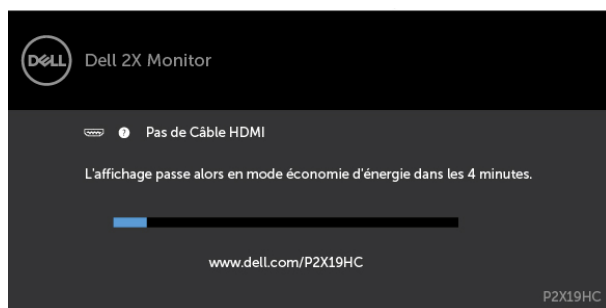 DELL
Dell 2X Monitor
? Pas de Câble HDMI
L'affichage passe alors en mode économie d'énergie dans les 4 minutes.
www.dell.com/P2X19HC
P2X19HC